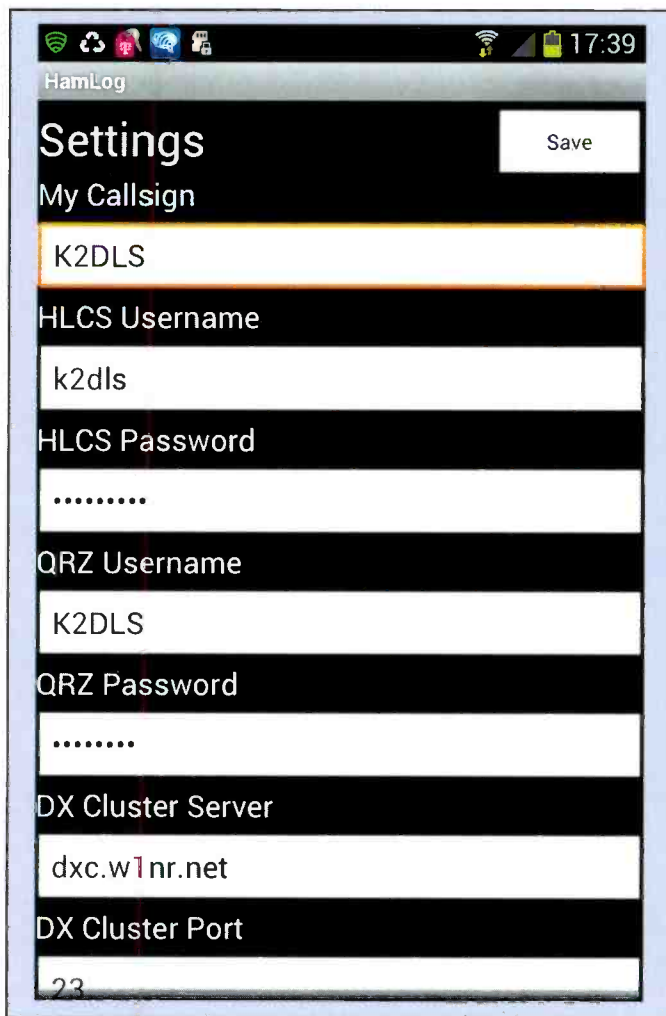 17:39
HamLog
Settings
Save
My Callsign
K2DLS
HLCS Username
k2dls
HLCS Password
•••••••••
QRZ Username
K2DLS
QRZ Password
••••••••
DX Cluster Server
dxc.w1nr.net
DX Cluster Port
23